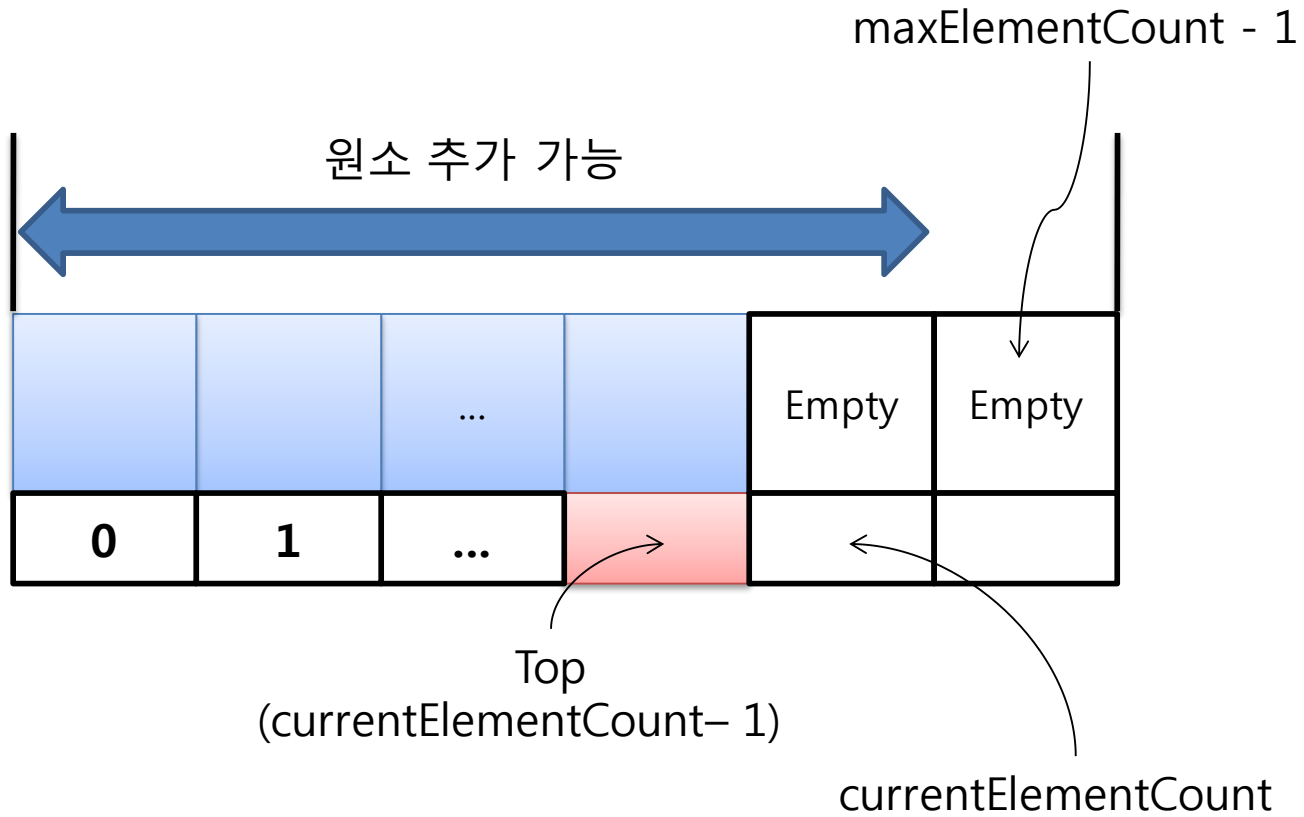 maxElementCount - 1
원소 추가 가능
...
Empty
Empty
0
1
...
Top
(currentElementCount– 1)
currentElementCount